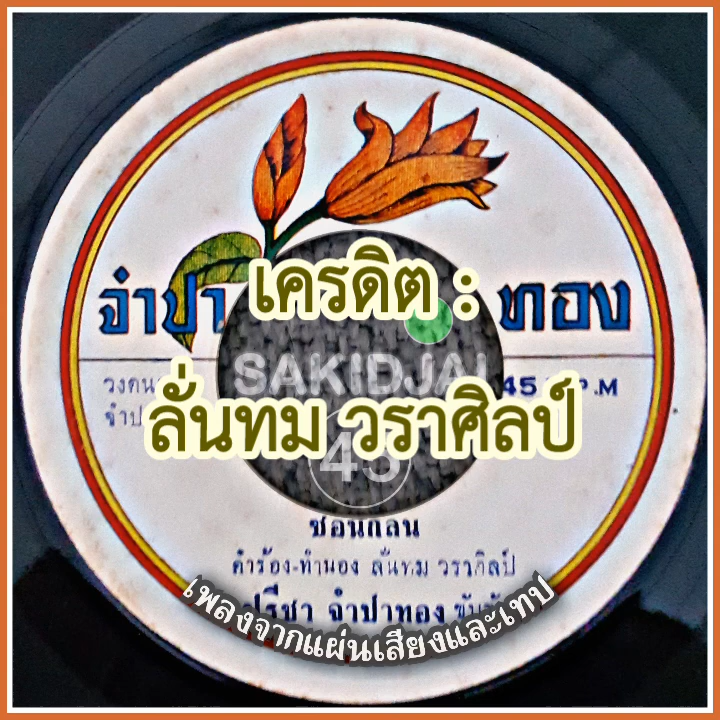 เครดิต :
จำปา ทอง
SAKIDJAI
45 R.P.M
ลั่นทม วราศิลป์
45
ซ่อนกลิ่น
คำร้อง-ทำนอง ลั่นทม วราศิลป์
ปรีชา จำปาทอง
เพลงจากแผ่นเสียงและเทป